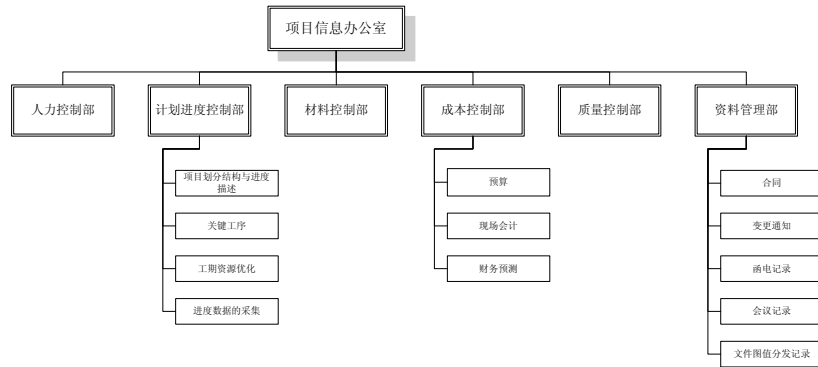 项目信息办公室
人力控制部
计划进度控制部
材料控制部
成本控制部
质量控制部
资料管理部
项目划分结构与进度
描述
关键工序
工期资源优化
进度数据的采集
预算
现场会计
财务预测
合同
变更通知
函电记录
会议记录
文件图值分发记录